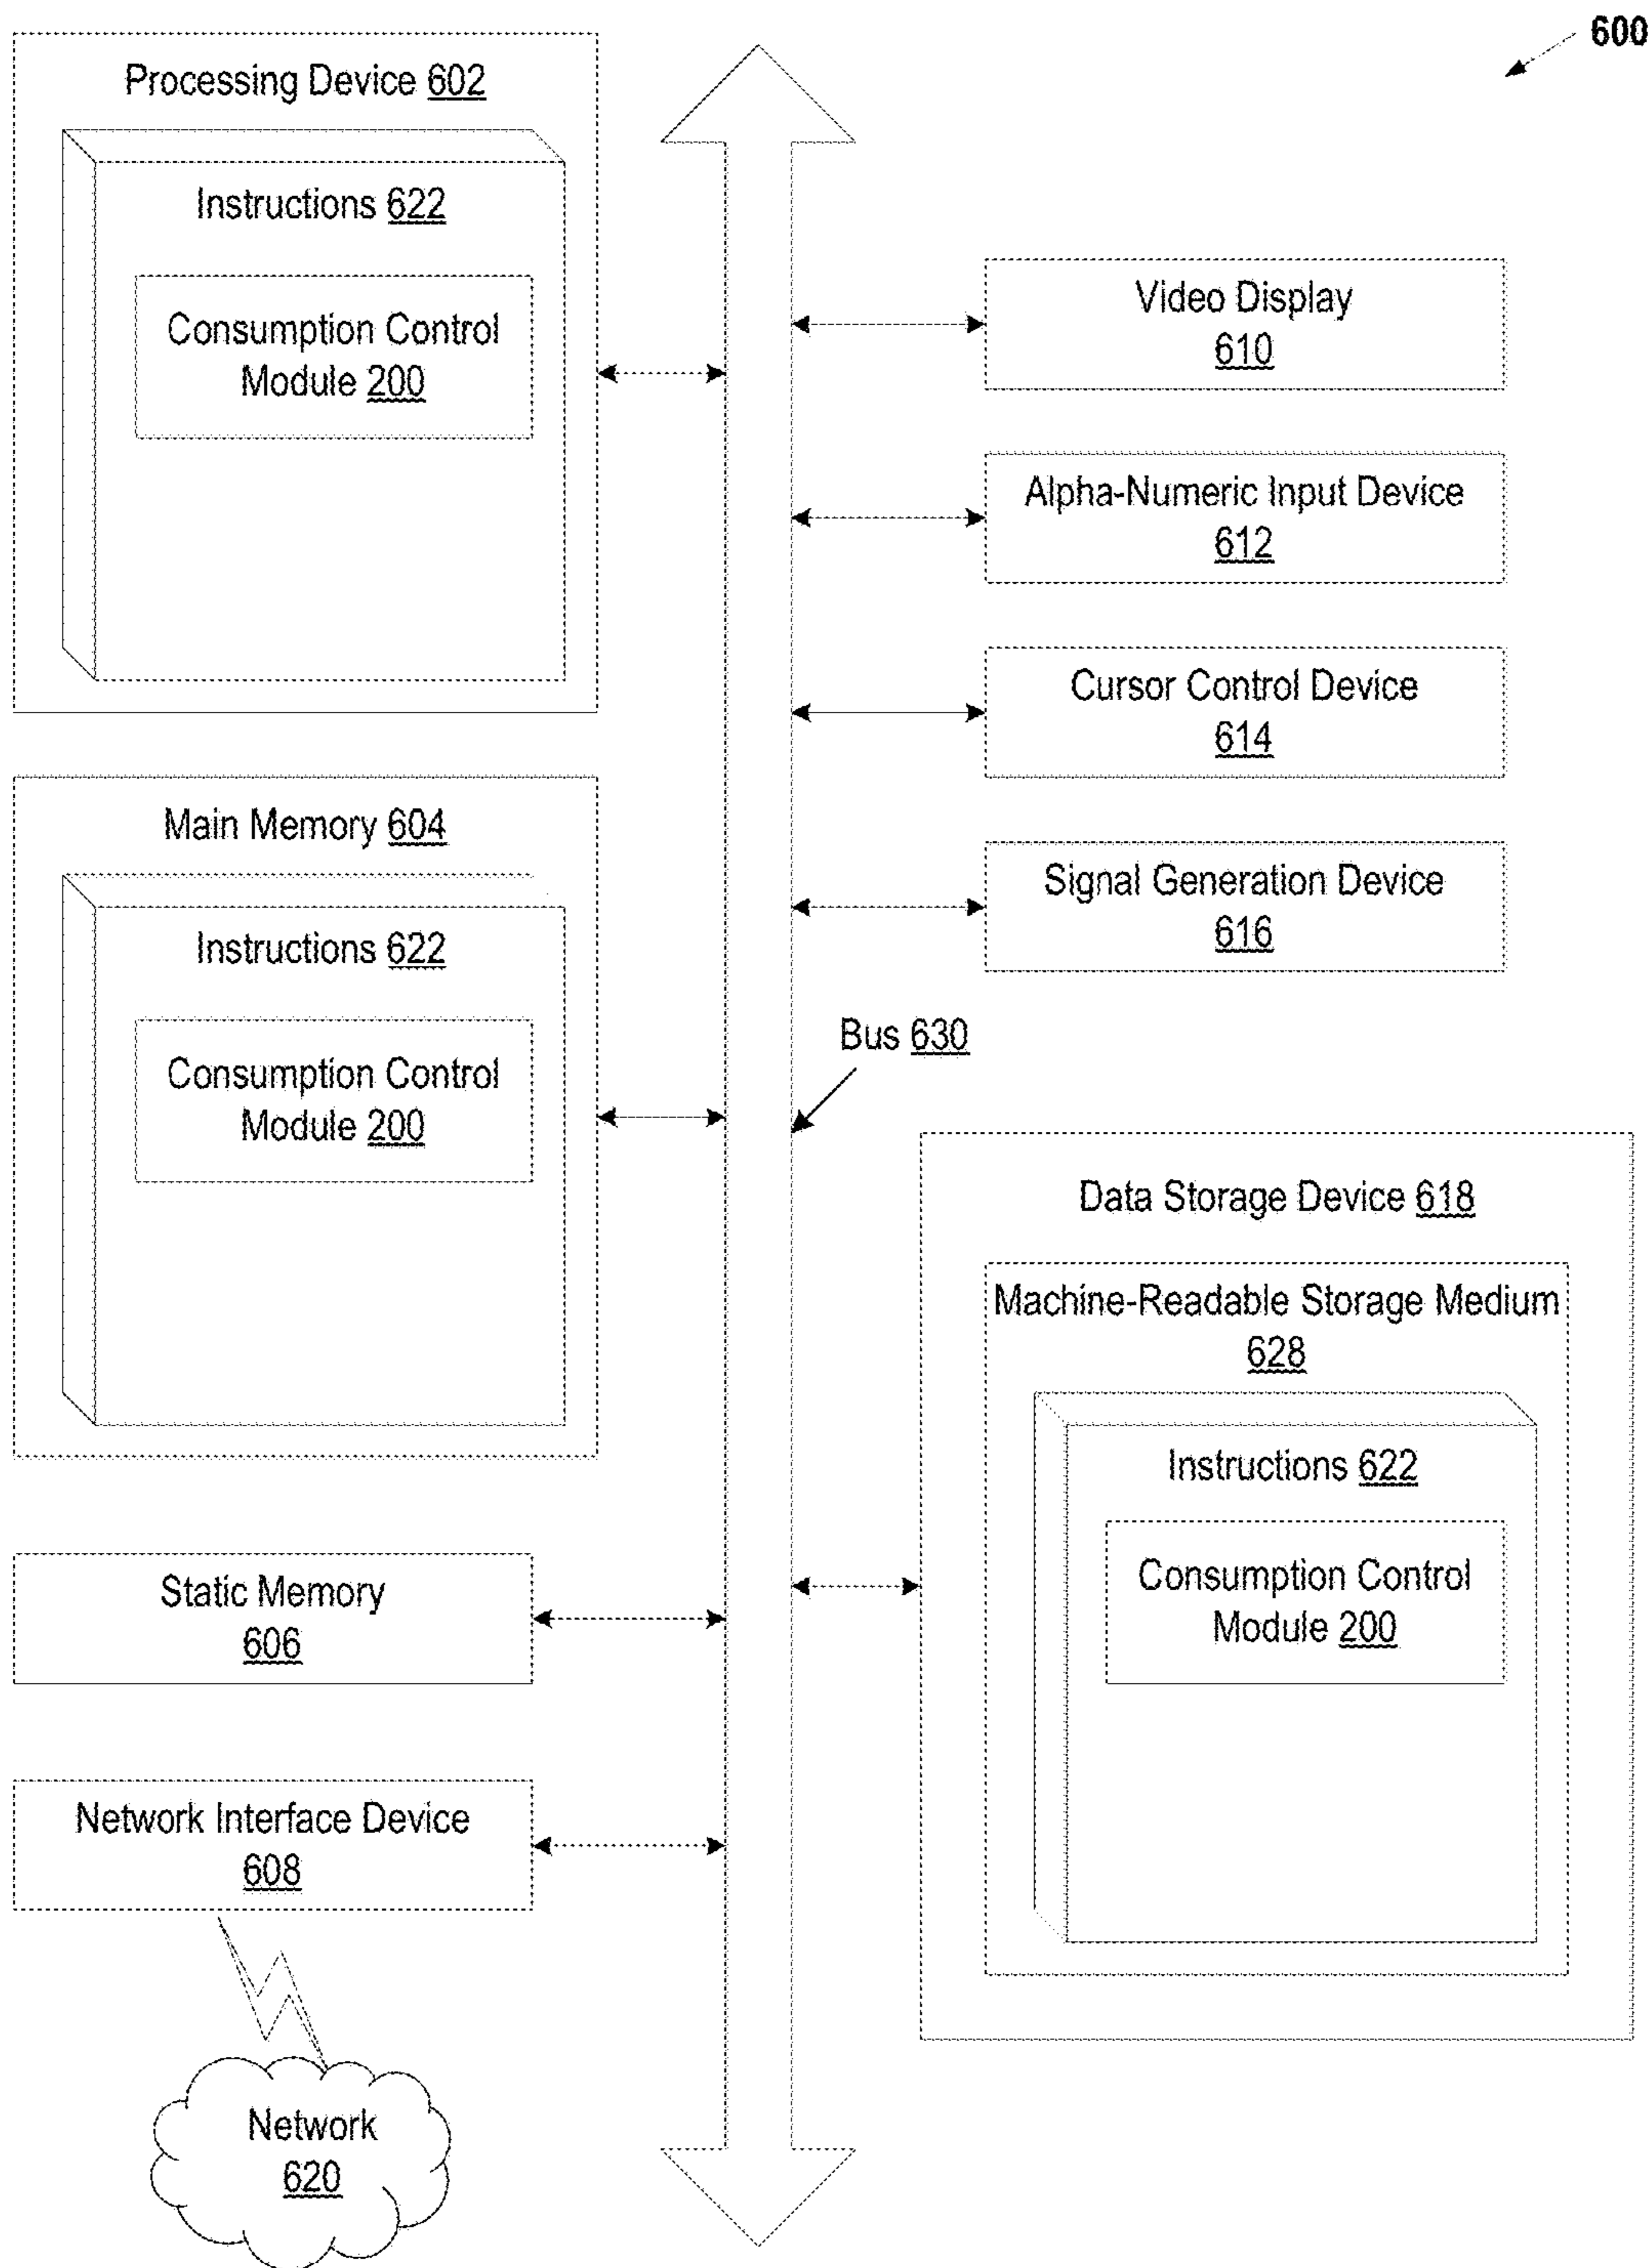 600
Processing Device 602
Instructions 622
Consumption Control
Module 200
Main Memory 604
Instructions 622
Consumption Control
Module 200
Static Memory
606
Network Interface Device
608
Network
620
Video Display
610
Alpha-Numeric Input Device
612
Cursor Control Device
614
Signal Generation Device
616
Bus 630
Data Storage Device 618
Machine-Readable Storage Medium
628
Instructions 622
Consumption Control
Module 200